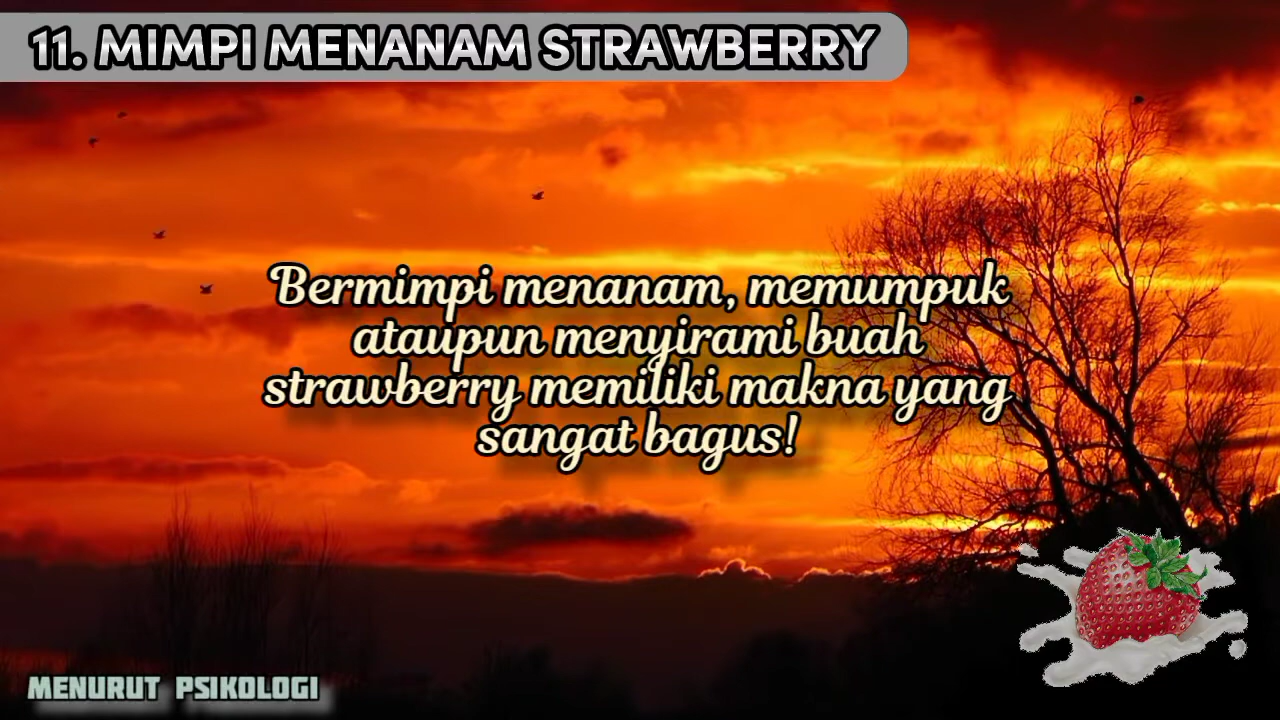 11. MIMPI MENANAM STRAWBERRY
Bermimpi menanam, memumpuk
ataupun menyirami buah
strawberry memiliki makna yang
sangat bagus!
MENURUT PSIKOLOGI